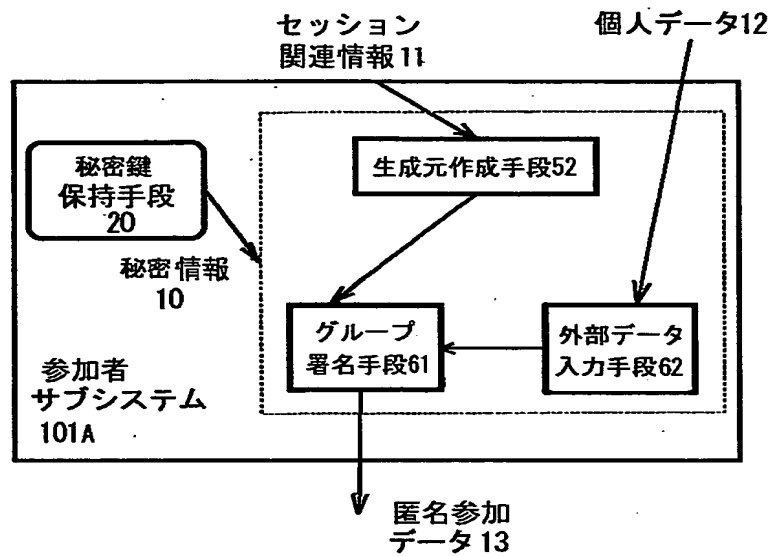 セッション
関連情報11
個人データ12
秘密鍵
保持手段
20
生成元作成手段52
秘密情報
10
グループ
署名手段61
外部データ
入力手段62
参加者
サブシステム
101A
匿名参加
データ13